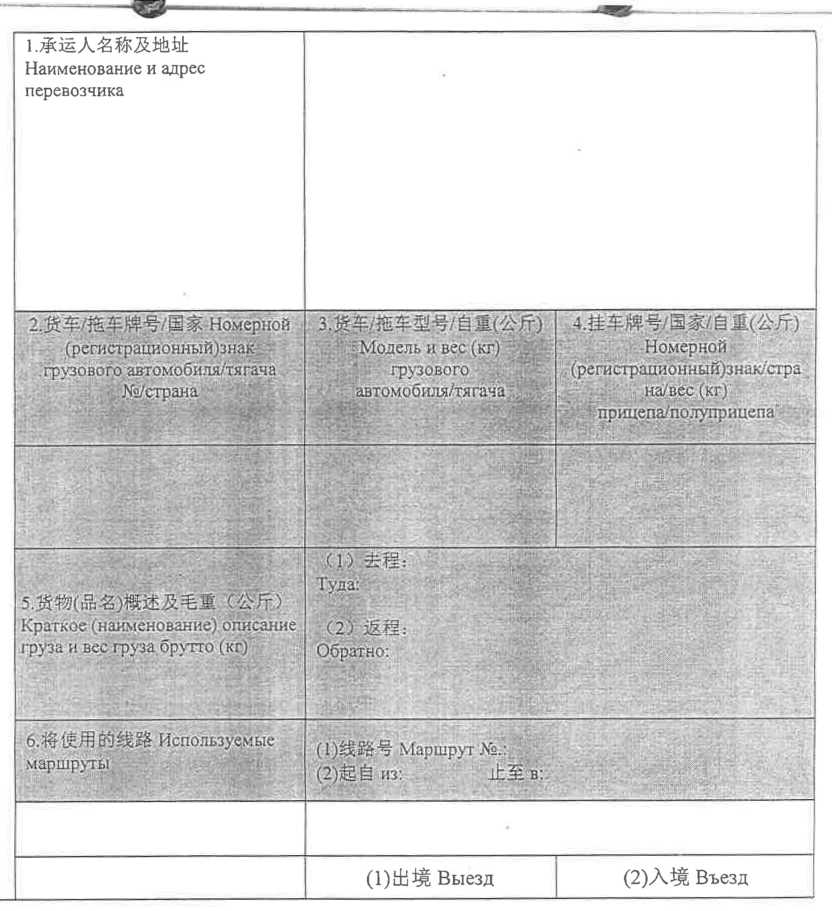 1.承运人名称及地址
Наименование и адрес
перевозчика
2.货车/拖车牌号/国家 Номерной
(регистрационный)знак
грузового автомобиля/тягача
№/страна
3.货车/拖车型号/自重(公斤)
Модель и вес (кг)
грузового
автомобиля/тягача
4.挂车牌号/国家/自重(公斤)
Номерной
(регистрационный)знак/стра
на/вес (кг)
прицепа/полуприцепа
5.货物(品名)概述及毛重（公斤）
Краткое (наименование) описание
груза и вес груза брутто (кг)
（1）去程:
Туда:
（2）返程:
Обратно:
6.将使用的线路 Используемые
маршруты
(1)线路号 Маршрут №.:
(2)起自 из: 止至 в:
(1)出境 Выезд
(2)入境 Въезд